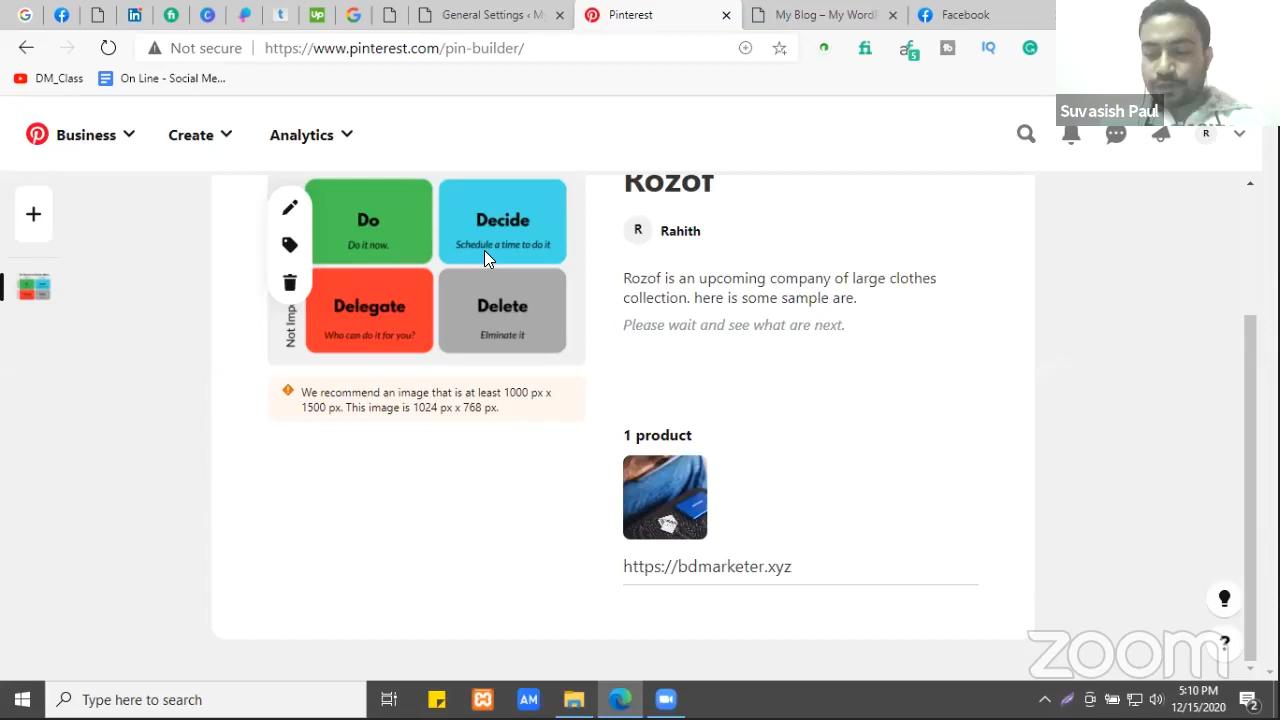 General Settings ‹ M
Pinterest
My Blog – My WordP
Facebook
Not secure
https://www.pinterest.com/pin-builder/
5
DM_Class
On Line - Social Me...
Suvasish Paul
Business
Create
Analytics
R
Rozof
R
Rahith
Do
Do it now.
Decide
Schedule a time to do it
Delegate
Who can do it for you?
Delete
Elminate it
Not Imp
Rozof is an upcoming company of large clothes
collection. here is some sample are.
Please wait and see what are next.
We recommend an image that is at least 1000 px x
1500 px. This image is 1024 px x 768 px.
1 product
https://bdmarketer.xyz
zoom
Type here to search
AM
5:10 PM
12/15/2020
2